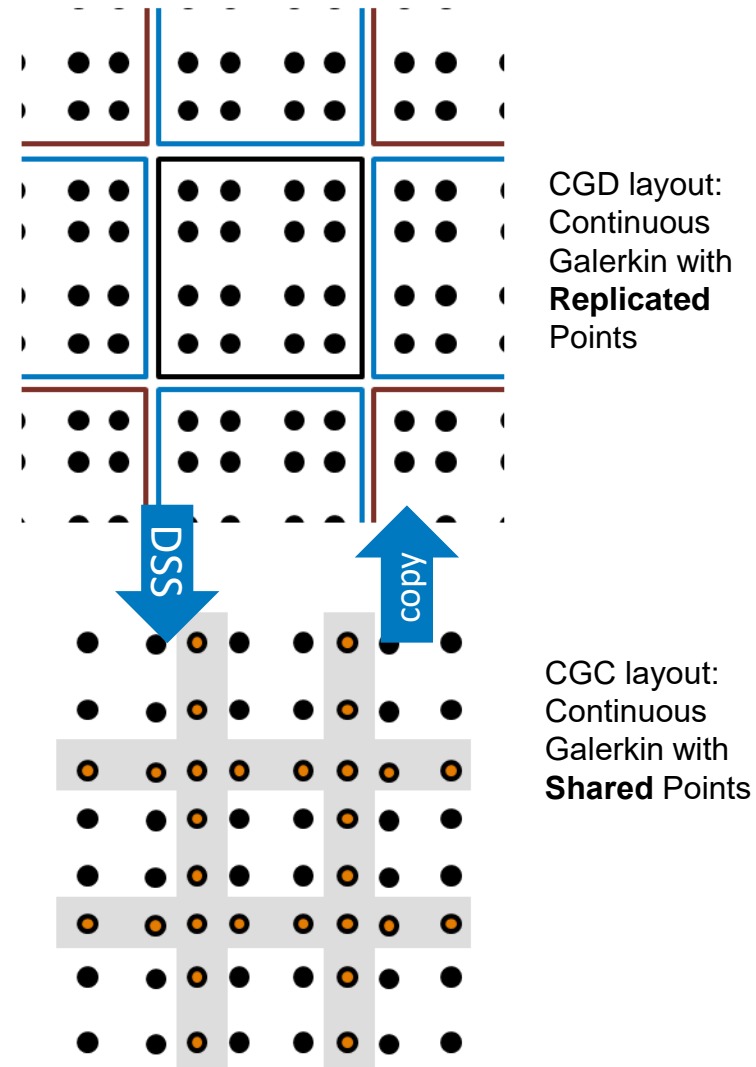 CGD layout:
Continuous
Galerkin with
Replicated
Points
DSS
copy
CGC layout:
Continuous
Galerkin with
Shared Points